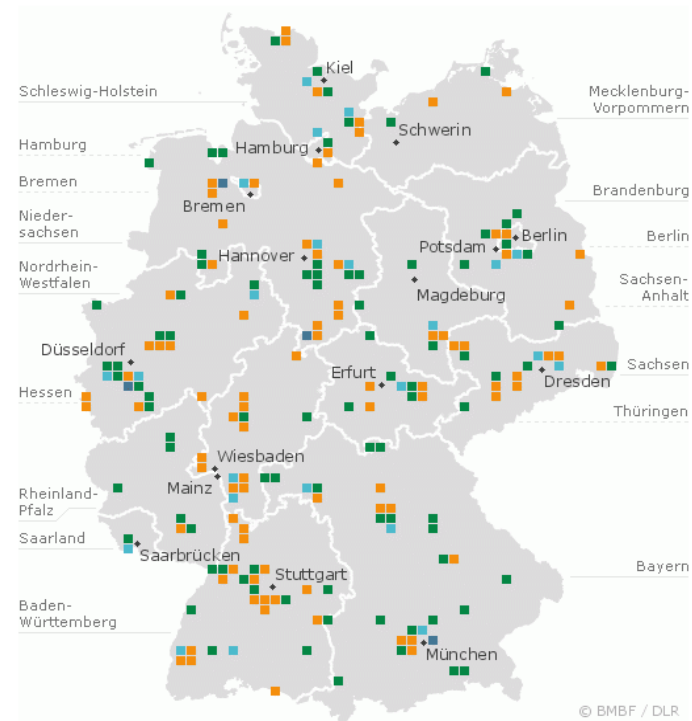 Kiel
Schleswig-Holstein
Mecklenburg-
Vorpommern
Schwerin
Hamburg
Hamburg
Bremen
Bremen
Brandenburg
Nieder-
sachsen
Berlin
Berlin
Potsdam
Hannover
Nordrhein-
Westfalen
Sachsen-
Anhalt
Magdeburg
Düsseldorf
Erfurt
Sachsen
Dresden
Hessen
Thüringen
Wiesbaden
Mainz
Rheinland-
Pfalz
Saarland
Saarbrücken
Bayern
Stuttgart
Baden-
Württemberg
München
© BMBF / DLR